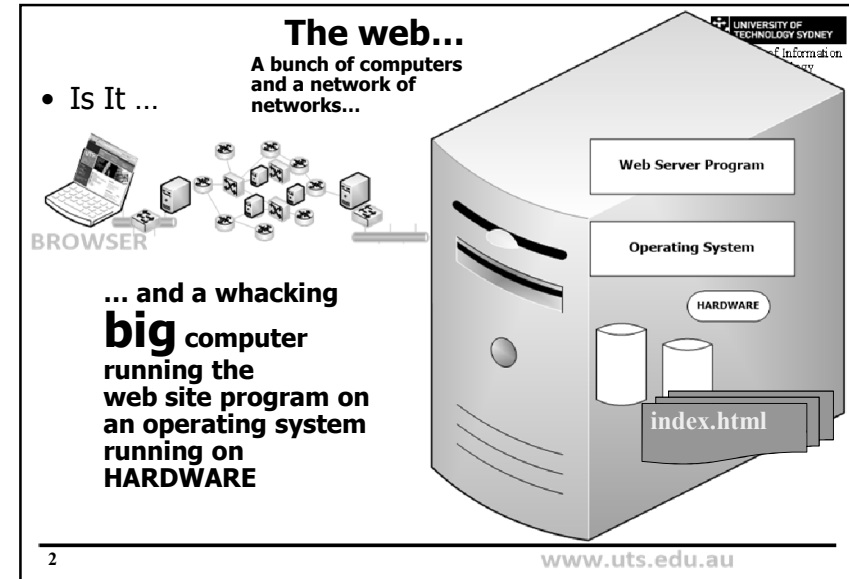 The web...
A bunch of computers
and a network of
networks...
UNIVERSITY OF
TECHNOLOGY SYDNEY
of Information
• Is It ...
BROWSER
Web Server Program
Operating System
HARDWARE
index.html
... and a whacking
big computer
running the
web site program on
an operating system
running on
HARDWARE
2
www.uts.edu.au